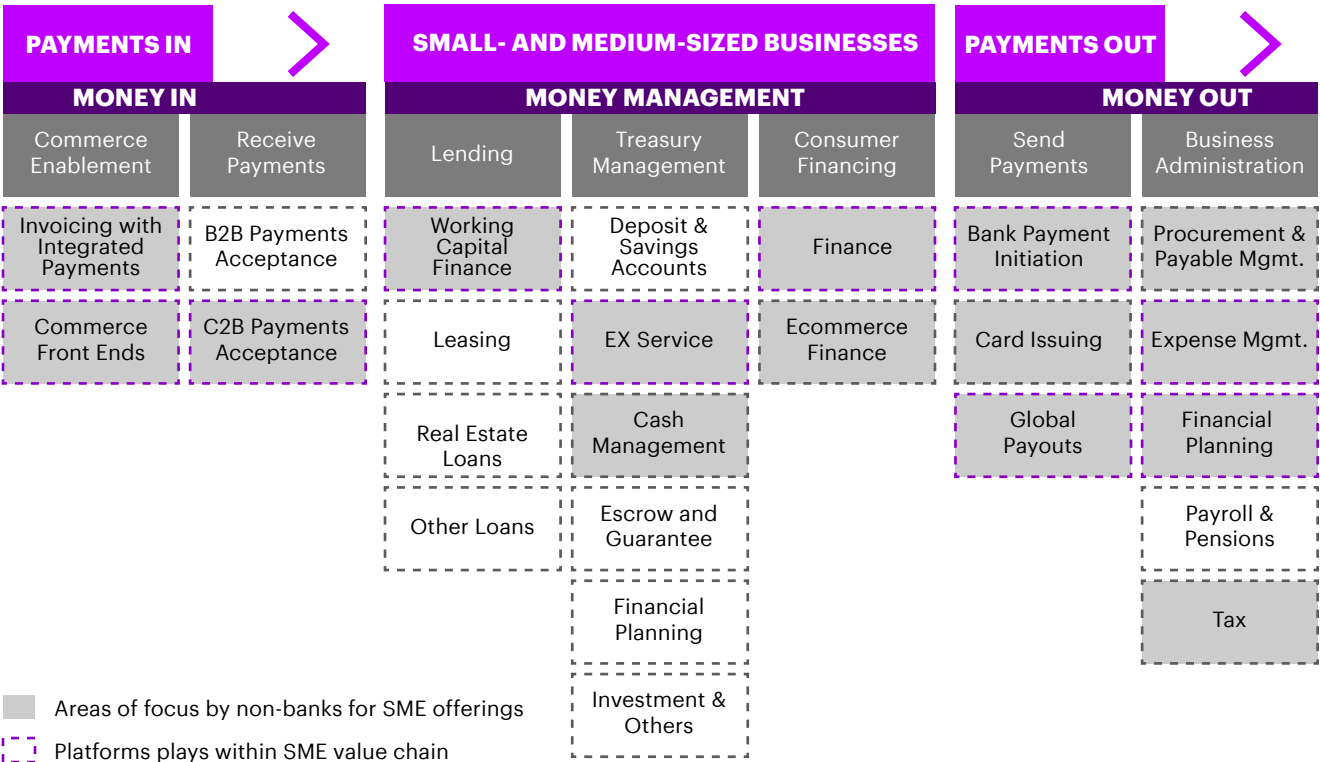 PAYMENTS IN
SMALL- AND MEDIUM-SIZED BUSINESSES
PAYMENTS OUT
MONEY IN
MONEY MANAGEMENT
MONEY OUT
Commerce
Enablement
Receive
Payments
Lending
Treasury
Management
Consumer
Financing
Send
Payments
Business
Administration
Invoicing with
Integrated
Payments
B2B Payments
Acceptance
Working
Capital
Finance
Deposit &
Savings
Accounts
Finance
Bank Payment
Initiation
Procurement &
Payable Mgmt.
Commerce
Front Ends
C2B Payments
Acceptance
Leasing
EX Service
Ecommerce
Finance
Card Issuing
Expense Mgmt.
Real Estate
Loans
Cash
Management
Global
Payouts
Financial
Planning
Other Loans
Escrow and
Guarantee
Payroll &
Pensions
Financial
Planning
Tax
Investment &
Others
Areas of focus by non-banks for SME offerings
Platforms plays within SME value chain